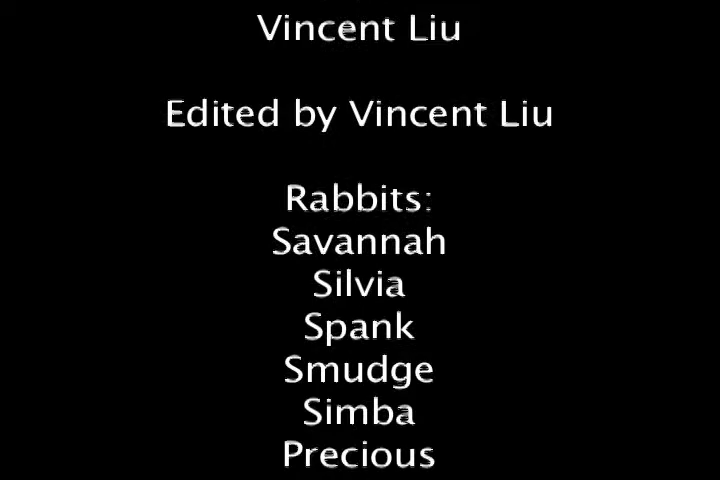 Vincent Liu
Edited by Vincent Liu
Rabbits:
Savannah
Silvia
Spank
Smudge
Simba
Precious